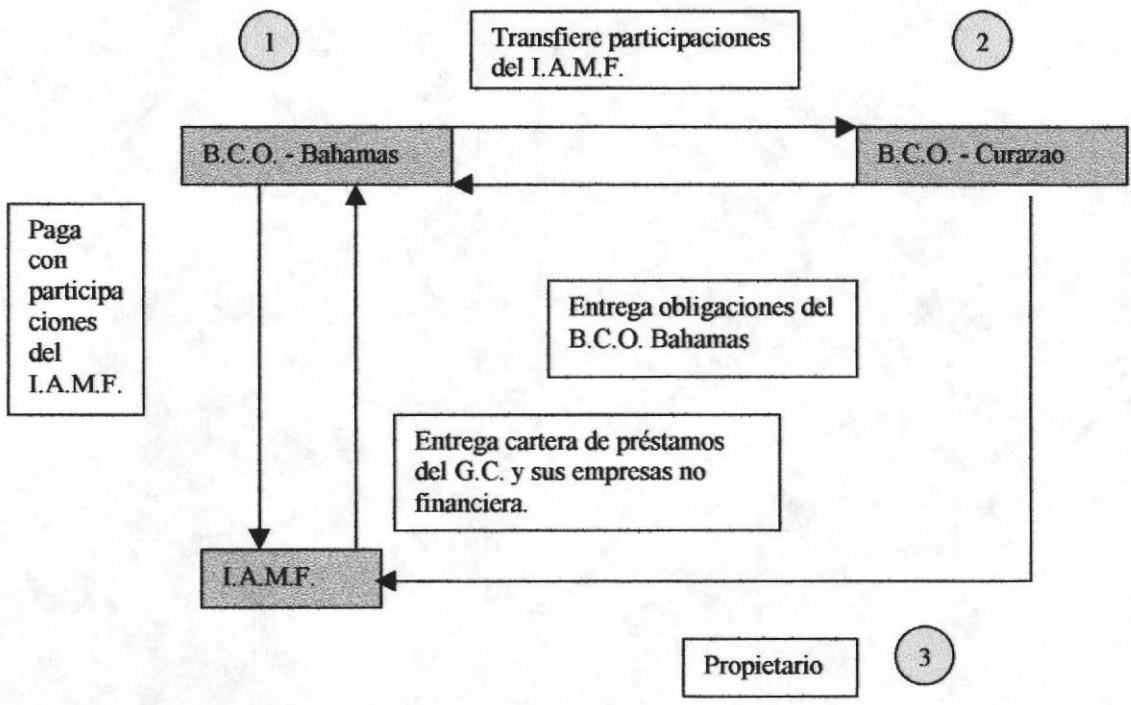 1
Transfiere participaciones
del I.A.M.F.
2
B.C.O. - Bahamas
B.C.O. - Curazao
Paga
con
participa
ciones
del
I.A.M.F.
Entrega obligaciones del
B.C.O. Bahamas
Entrega cartera de préstamos
del G.C. y sus empresas no
financiera.
I.A.M.F.
Propietario
3